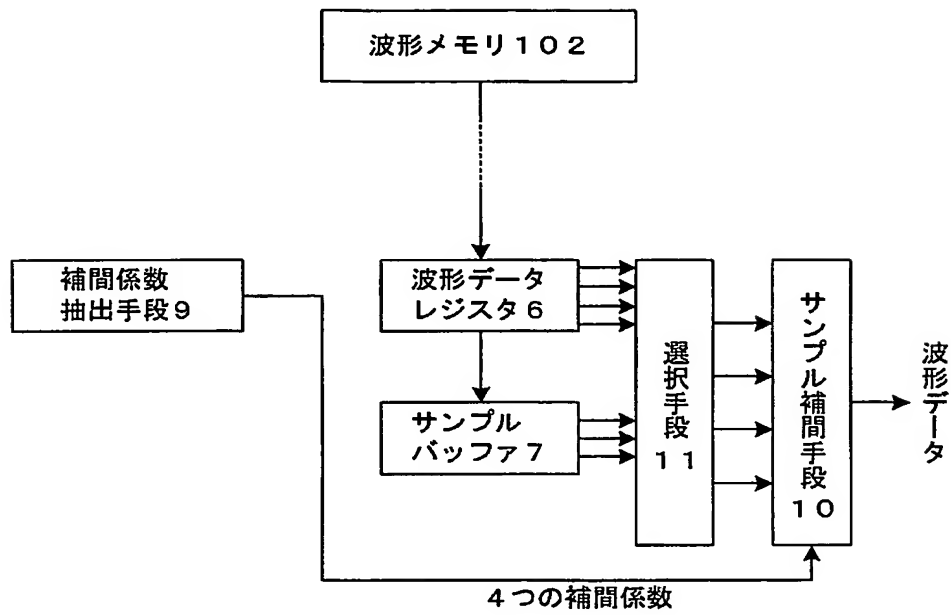 波形メモリ１０２
補間係数
抽出手段９
波形データ
レジスタ６
サンプル
バッファ７
選択手段
１１
サンプル補間手段
１０
波形データ
４つの補間係数